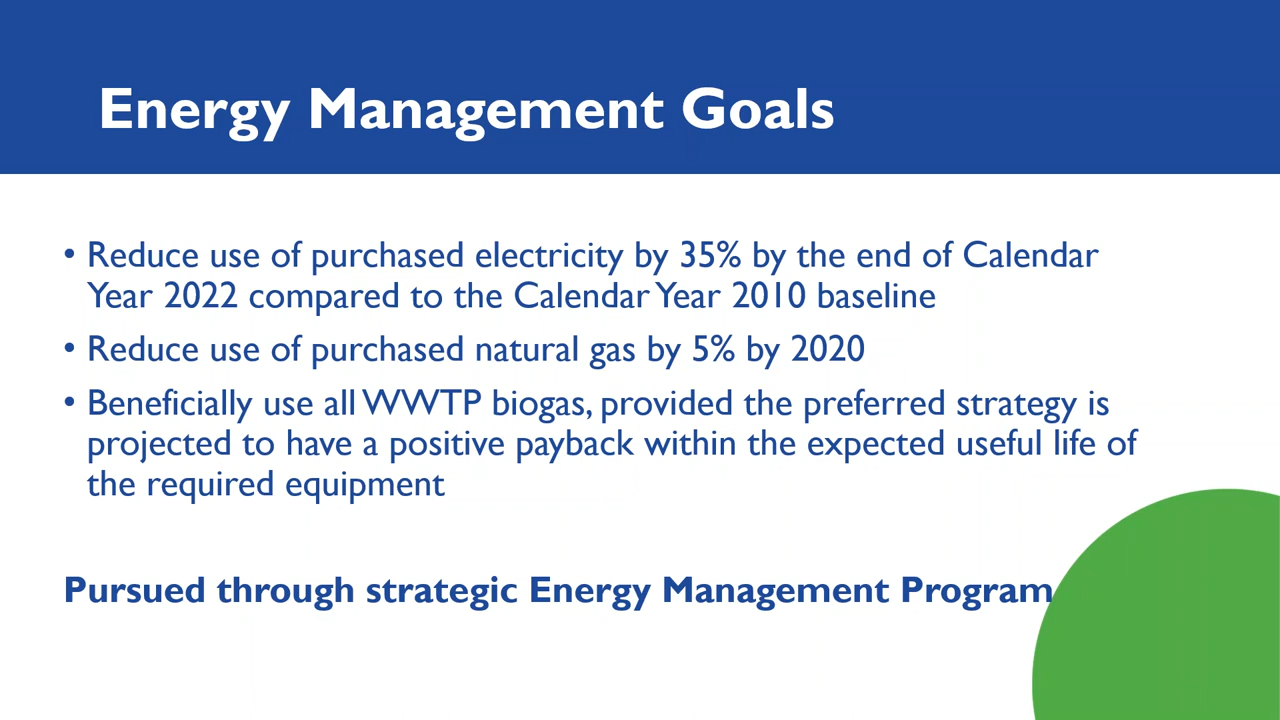 Energy Management Goals
• Reduce use of purchased electricity by 35% by the end of Calendar
Year 2022 compared to the Calendar Year 2010 baseline
• Reduce use of purchased natural gas by 5% by 2020
• Beneficially use all WWTP biogas, provided the preferred strategy is
projected to have a positive payback within the expected useful life of
the required equipment
Pursued through strategic Energy Management Program